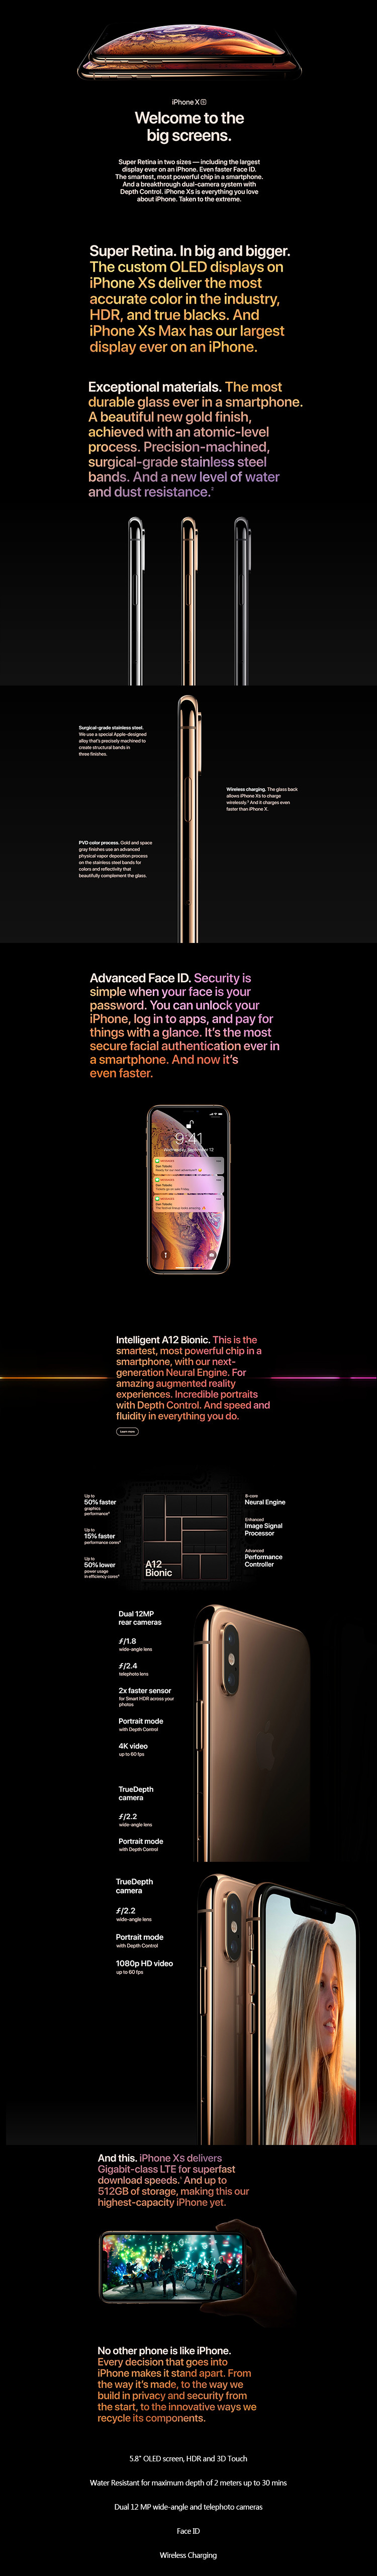 iPhone XS
Welcome to the
big screens.
Super Retina in two sizes — including the largest
display ever on an iPhone. Even faster Face ID.
The smartest, most powerful chip in a smartphone.
And a breakthrough dual-camera system with
Depth Control. iPhone Xs is everything you love
about iPhone. Taken to the extreme.
Super Retina. In big and bigger.
The custom OLED displays on
iPhone Xs deliver the most
accurate color in the industry,
HDR, and true blacks. And
iPhone Xs Max has our largest
display ever on an iPhone.
Exceptional materials. The most
durable glass ever in a smartphone.
A beautiful new gold finish,
achieved with an atomic-level
process. Precision-machined,
surgical-grade stainless steel
bands. And a new level of water
and dust resistance.²
Surgical-grade stainless steel.
We use a special Apple-designed
alloy that's precisely machined to
create structural bands in
three finishes.
Wireless charging. The glass back
allows iPhone Xs to charge
wirelessly.³ And it charges even
faster than iPhone X.
PVD color process. Gold and space
gray finishes use an advanced
physical vapor deposition process
on the stainless steel bands for
colors and reflectivity that
beautifully complement the glass.
Advanced Face ID. Security is
simple when your face is your
password. You can unlock your
iPhone, log in to apps, and pay for
things with a glance. It's the most
secure facial authentication ever in
a smartphone. And now it's
even faster.
9:41
Wednesday, September 12
Intelligent A12 Bionic. This is the
smartest, most powerful chip in a
smartphone, with our next-
generation Neural Engine. For
amazing augmented reality
experiences. Incredible portraits
with Depth Control. And speed and
fluidity in everything you do.
Learn more
Up to
50% faster
graphics
performance⁴
Up to
15% faster
performance cores⁴
Up to
50% lower
power usage
in efficiency cores⁴
A12
Bionic
8-core
Neural Engine
Enhanced
Image Signal
Processor
Advanced
Performance
Controller
Dual 12MP
rear cameras
ƒ/1.8
wide-angle lens
ƒ/2.4
telephoto lens
2x faster sensor
for Smart HDR across your
photos
Portrait mode
with Depth Control
4K video
up to 60 fps
TrueDepth
camera
ƒ/2.2
wide-angle lens
Portrait mode
with Depth Control
TrueDepth
camera
ƒ/2.2
wide-angle lens
Portrait mode
with Depth Control
1080p HD video
up to 60 fps
And this. iPhone Xs delivers
Gigabit-class LTE for superfast
download speeds. And up to
512GB of storage, making this our
highest-capacity iPhone yet.
No other phone is like iPhone.
Every decision that goes into
iPhone makes it stand apart. From
the way it's made, to the way we
build in privacy and security from
the start, to the innovative ways we
recycle its components.
5.8" OLED screen, HDR and 3D Touch
Water Resistant for maximum depth of 2 meters up to 30 mins
Dual 12 MP wide-angle and telephoto cameras
Face ID
Wireless Charging